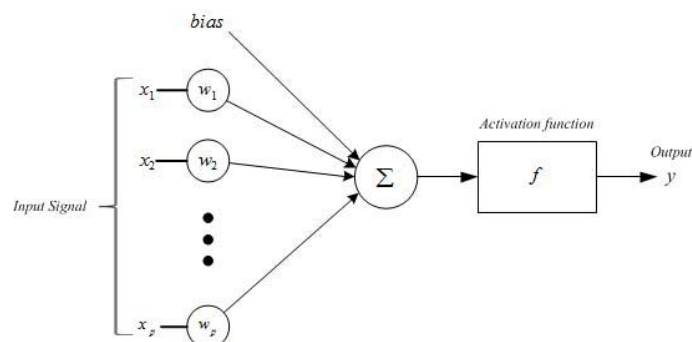 bias
x₁ w₁
Activation function
x₂ w₂
Σ
f
Output
y
Input Signal
xₚ wₚ